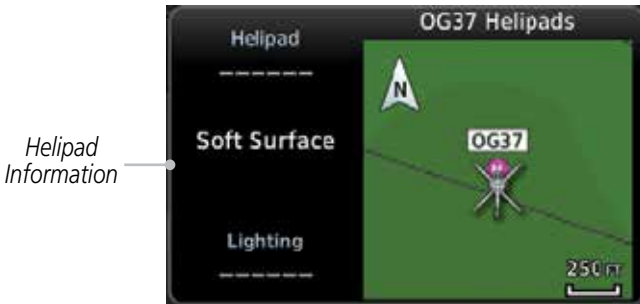 Helipad
Information
Helipad
------
Soft Surface
Lighting
------
OG37 Helipads
N
OG37
H
250 FT